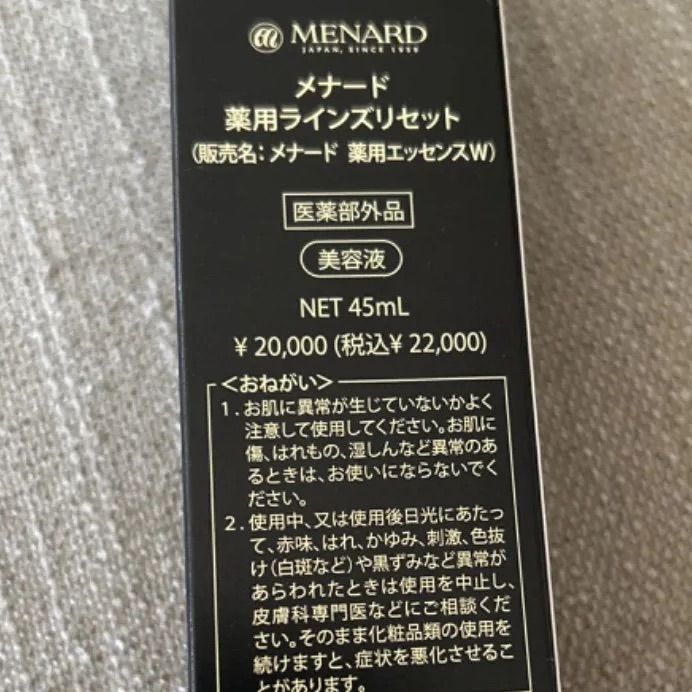 MENARD
JAPAN, SINCE 1959
メナード
薬用ラインズリセット
(販売名:メナード 薬用エッセンスW)
医薬部外品
美容液
NET 45mL
¥20,000(税込¥22,000)
<おねがい>
1.お肌に異常が生じていないかよく
注意して使用してください。お肌に
傷、はれもの、湿しんなど異常のあ
るときは、お使いにならないでく
ださい。
2.使用中、又は使用後日光にあたっ
て、赤味、はれ、かゆみ、刺激、色抜
け(白斑など)や黒ずみなど異常が
あらわれたときは使用を中止し、
皮膚科専門医などにご相談くだ
さい。そのまま化粧品類の使用を
続けますと、症状を悪化させるこ
とがあります。